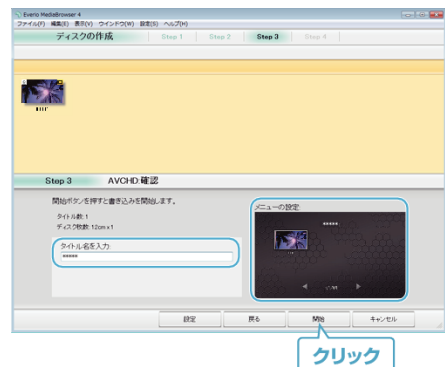 Everio MediaBrowser 4
ファイル(F) 編集(E) 表示(V) ウインドウ(W) 設定(S) ヘルプ(H)
ディスクの作成 Step 1 Step 2 Step 3 Step 4
Step 3 AVCHD:確認
開始ボタンを押すと書き込みを開始します。
タイトル数: 1
ディスク枚数: 12cm x1
タイトル名を入力:
*****
メニューの設定
*****
設定 戻る 開始 キャンセル
クリック